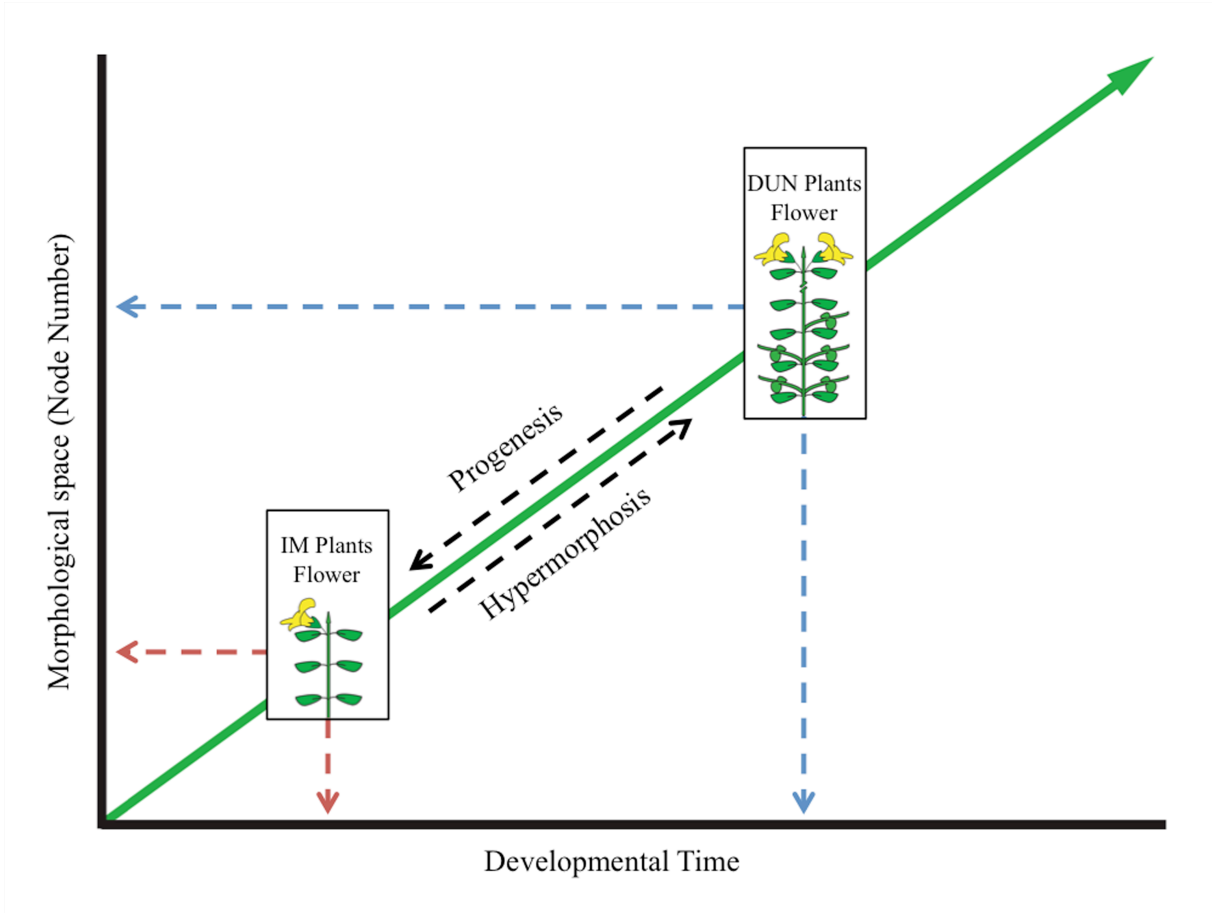 DUN Plants
Flower
Morphological space (Node Number)
Progenesis
Hypermorphosis
IM Plants
Flower
Developmental Time